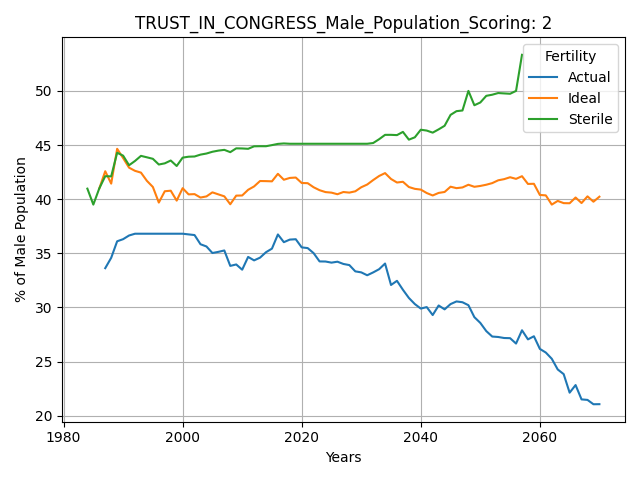 TRUST_IN_CONGRESS_Male_Population_Scoring: 2
Fertility
Actual
Ideal
Sterile
% of Male Population
50
45
40
35
30
25
20
1980
2000
2020
2040
2060
Years